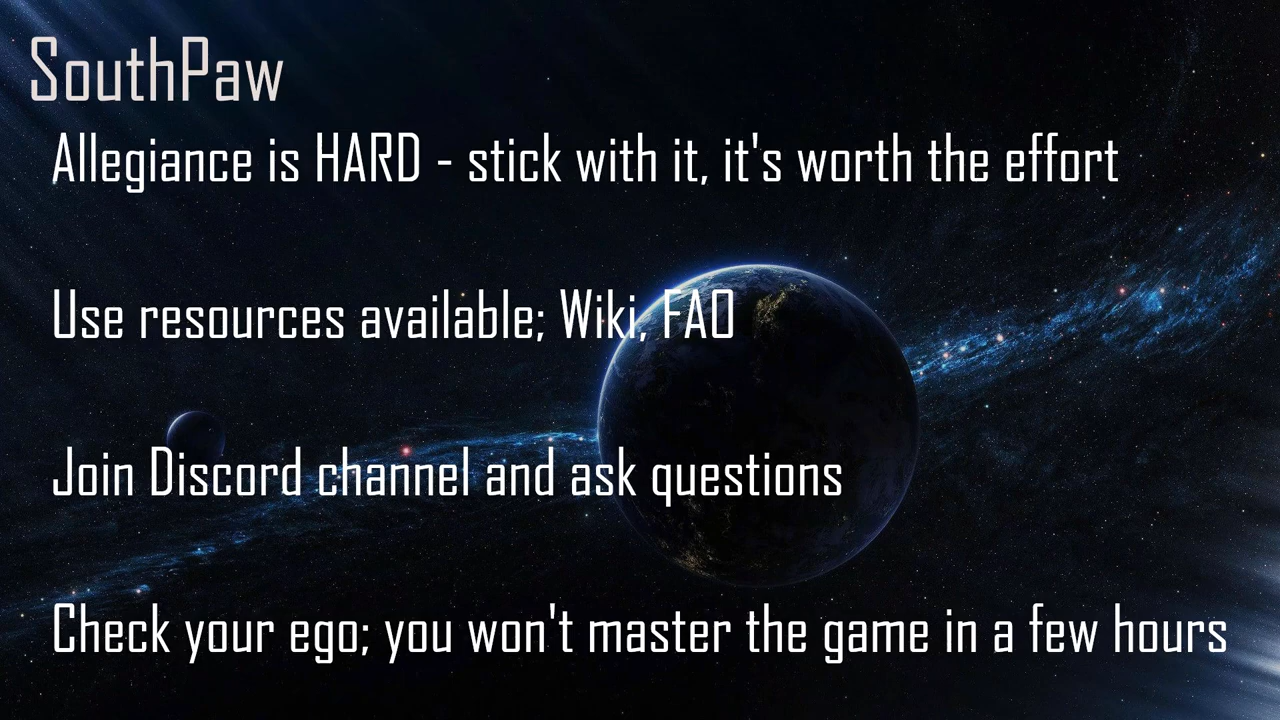 SouthPaw
Allegiance is HARD - stick with it, it's worth the effort
Use resources available; Wiki, FAQ
Join Discord channel and ask questions
Check your ego; you won't master the game in a few hours